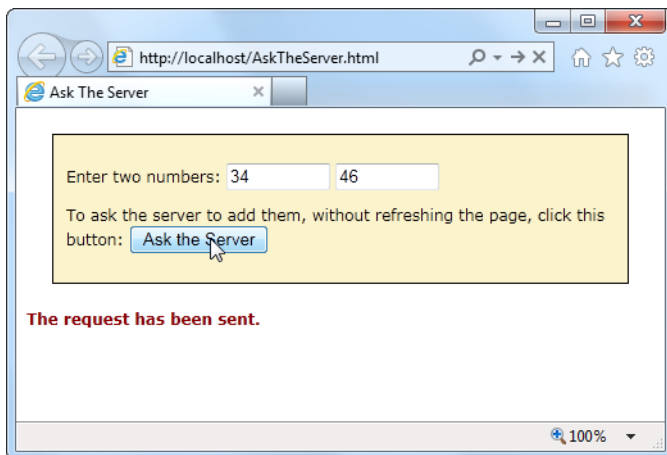 http://localhost/AskTheServer.html
Ask The Server
Enter two numbers: 34 46
To ask the server to add them, without refreshing the page, click this
button: Ask the Server
The request has been sent.
100%